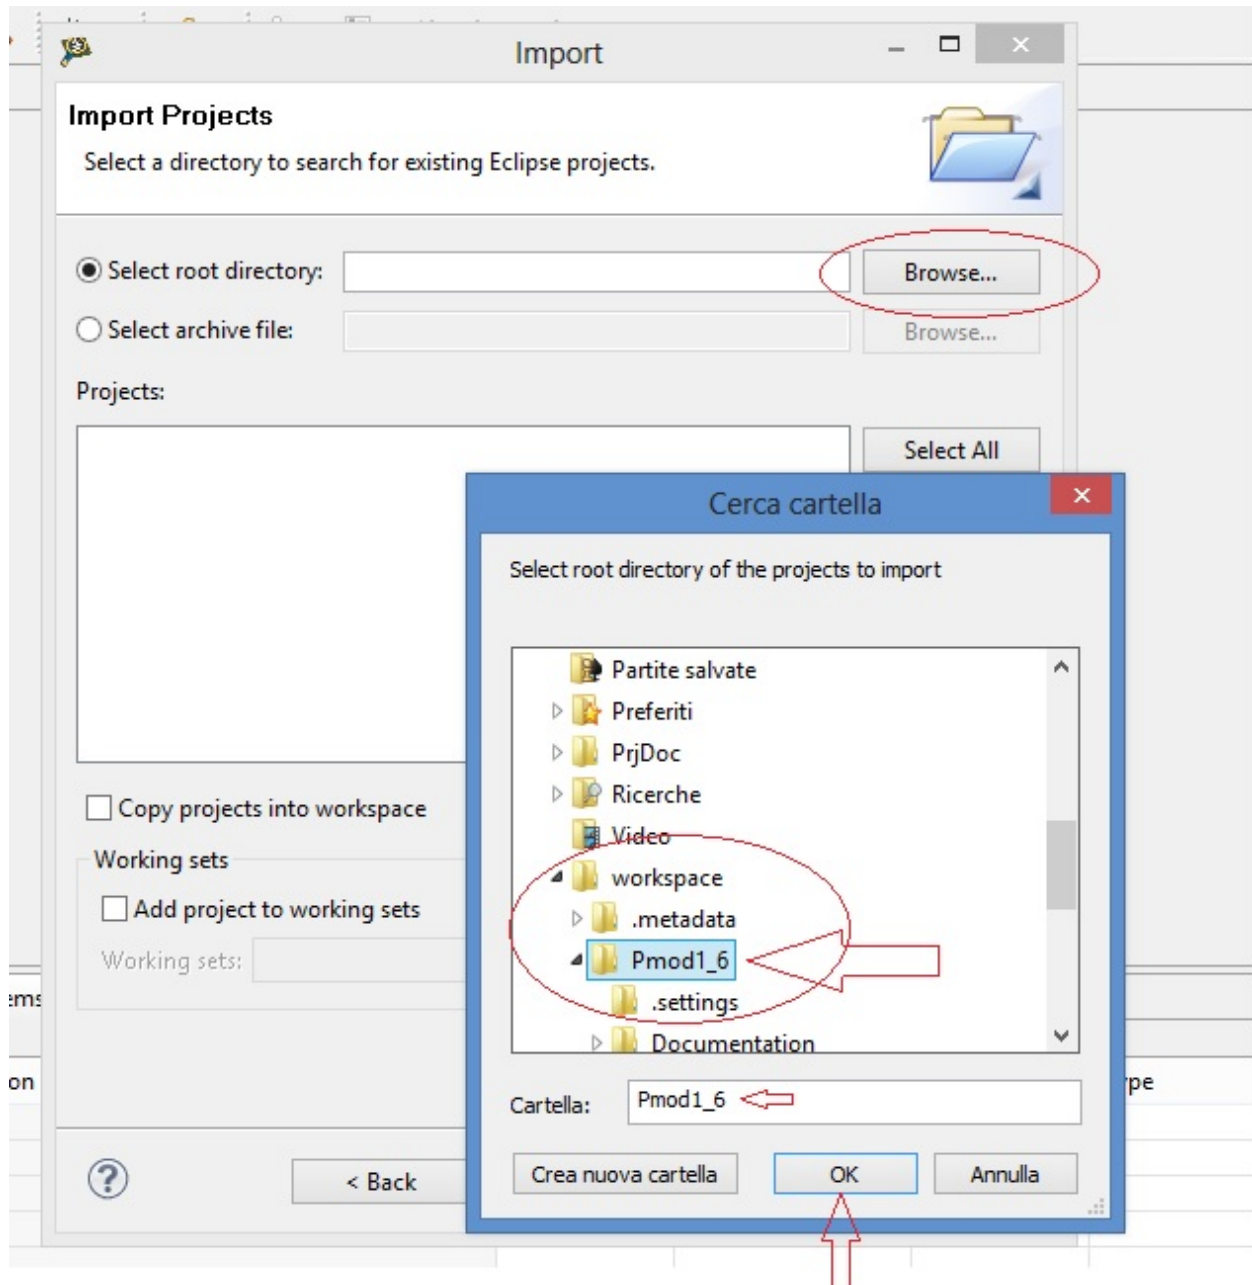 Import
Import Projects
Select a directory to search for existing Eclipse projects.
Select root directory:
Browse...
Select archive file:
Browse...
Projects:
Select All
Cerca cartella
Select root directory of the projects to import
Partite salvate
Preferiti
PrjDoc
Ricerche
Video
workspace
.metadata
Pmod1_6
.settings
Documentation
Copy projects into workspace
Working sets
Add project to working sets
Working sets:
ems
on
ype
Cartella:
Pmod1_6
Crea nuova cartella
OK
Annulla
< Back